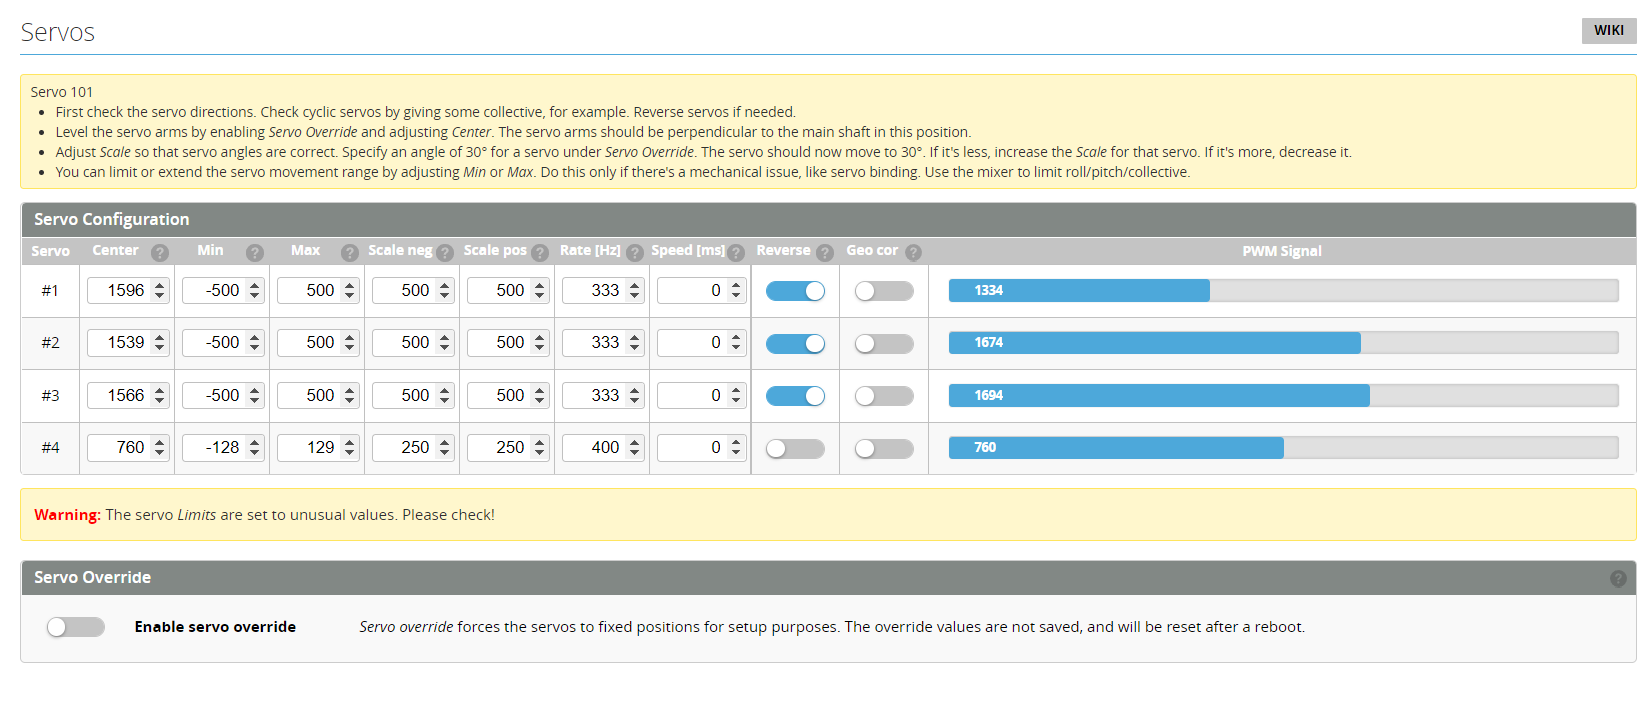 Servos
WIKI
Servo 101
First check the servo directions. Check cyclic servos by giving some collective, for example. Reverse servos if needed.
Level the servo arms by enabling Servo Override and adjusting Center. The servo arms should be perpendicular to the main shaft in this position.
Adjust Scale so that servo angles are correct. Specify an angle of 30° for a servo under Servo Override. The servo should now move to 30°. If it's less, increase the Scale for that servo. If it's more, decrease it.
You can limit or extend the servo movement range by adjusting Min or Max. Do this only if there's a mechanical issue, like servo binding. Use the mixer to limit roll/pitch/collective.
Servo Configuration
Servo Center ? Min ? Max ? Scale neg ? Scale pos ? Rate [Hz] ? Speed [ms] ? Reverse ? Geo cor ? PWM Signal
#1 1596 -500 500 500 500 333 0 1334
#2 1539 -500 500 500 500 333 0 1674
#3 1566 -500 500 500 500 333 0 1694
#4 760 -128 129 250 250 400 0 760
Warning: The servo Limits are set to unusual values. Please check!
Servo Override ?
Enable servo override Servo override forces the servos to fixed positions for setup purposes. The override values are not saved, and will be reset after a reboot.